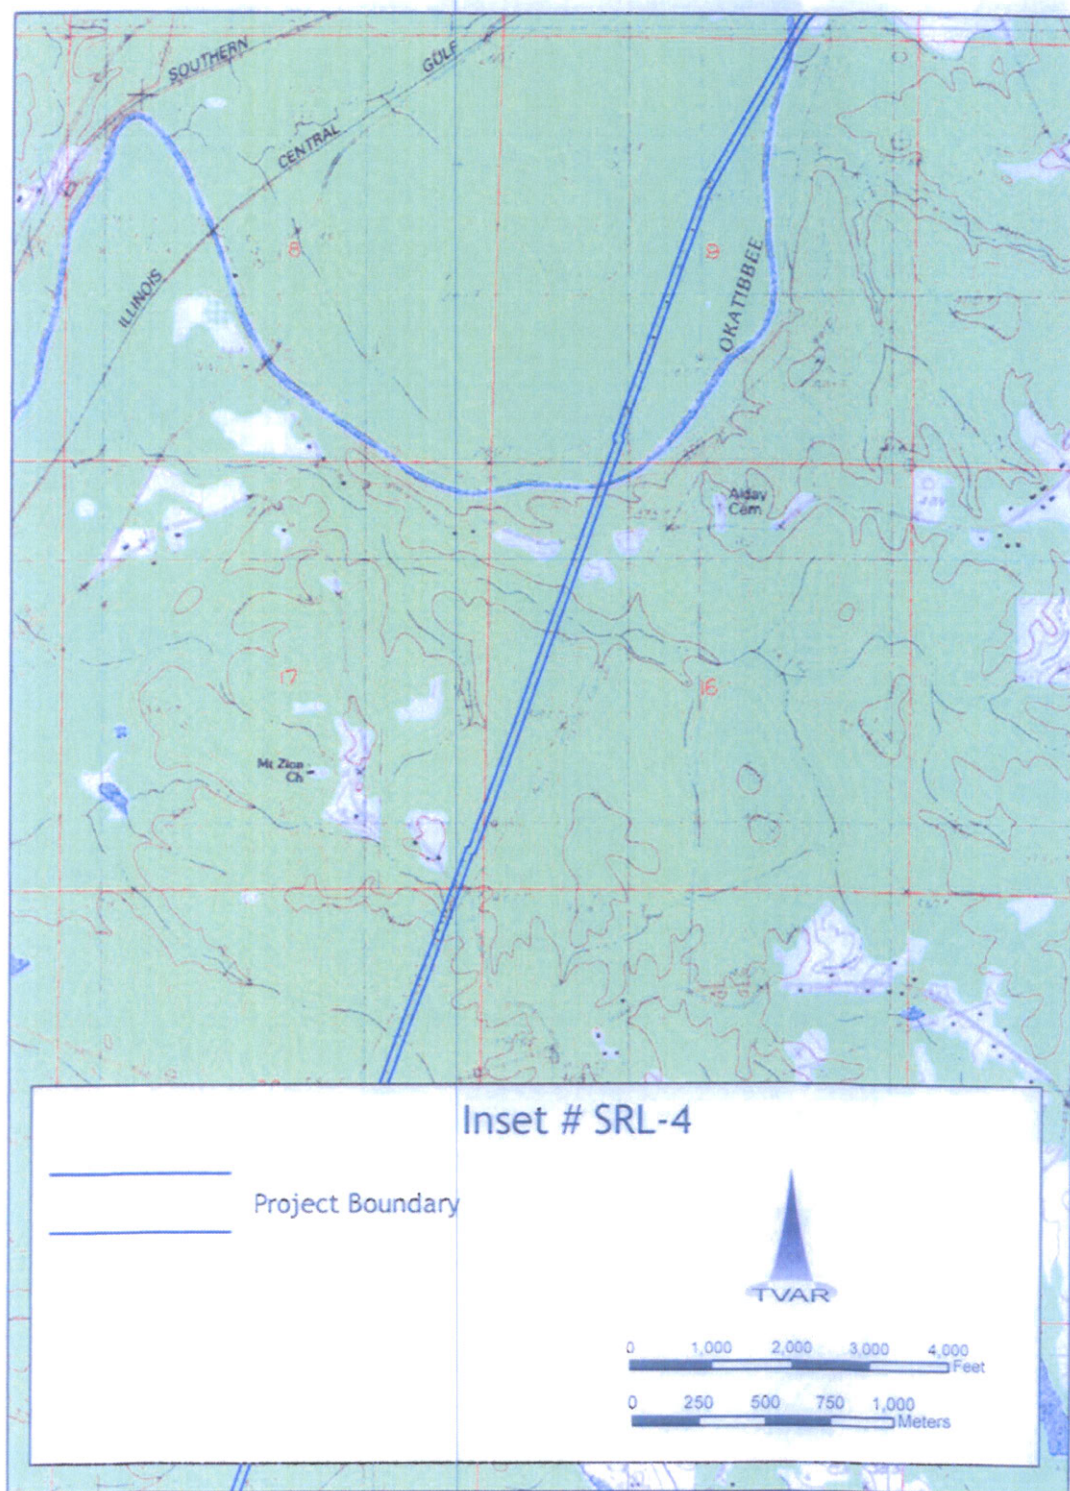 SOUTHERN
GULF
CENTRAL
ILLINOIS
8
9
OKATIBBEE
Alday
Cem
17
16
Mt Zion
Ch
Inset # SRL-4
Project Boundary
TVAR
0 1,000 2,000 3,000 4,000
Feet
0 250 500 750 1,000
Meters